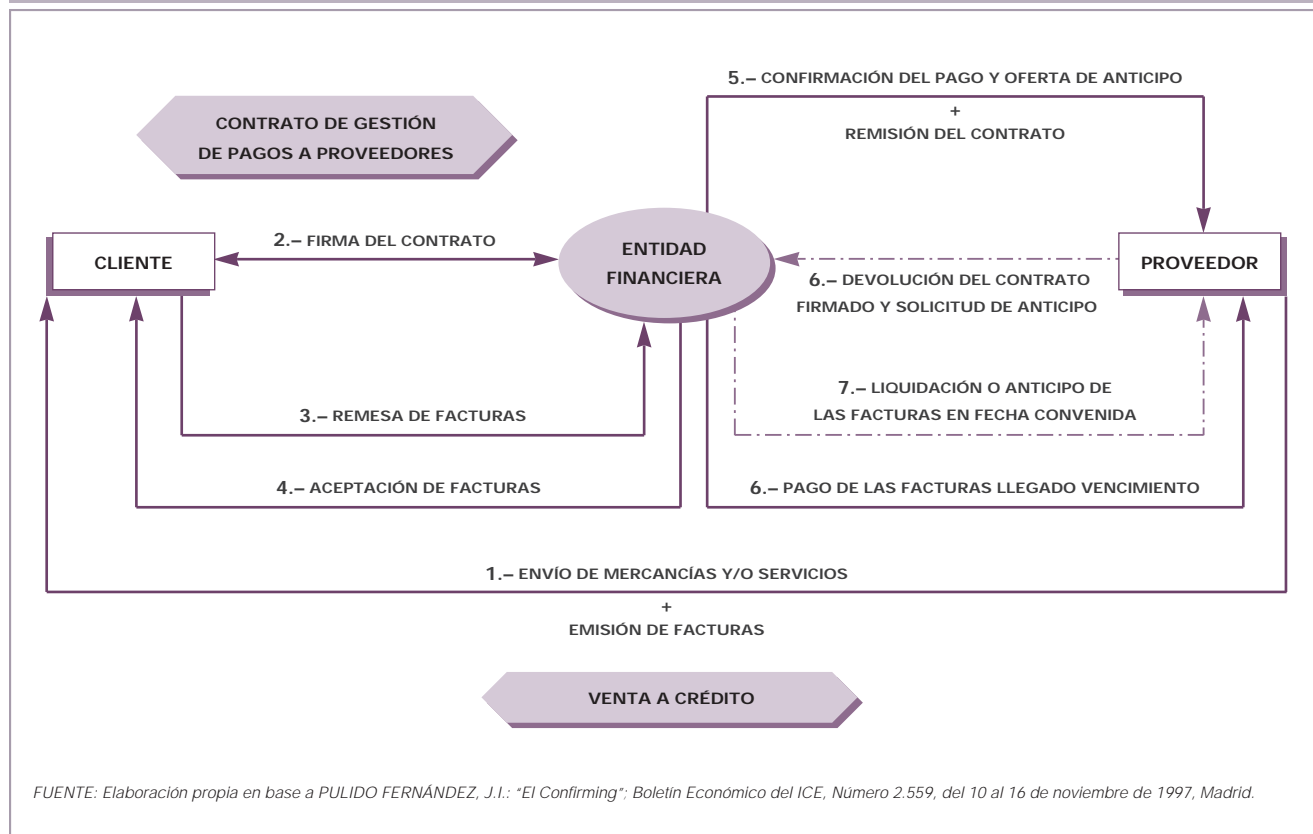 5.– CONFIRMACIÓN DEL PAGO Y OFERTA DE ANTICIPO
+
REMISIÓN DEL CONTRATO
CONTRATO DE GESTIÓN
DE PAGOS A PROVEEDORES
2.– FIRMA DEL CONTRATO
CLIENTE
ENTIDAD
FINANCIERA
PROVEEDOR
6.– DEVOLUCIÓN DEL CONTRATO
FIRMADO Y SOLICITUD DE ANTICIPO
3.– REMESA DE FACTURAS
7.– LIQUIDACIÓN O ANTICIPO DE
LAS FACTURAS EN FECHA CONVENIDA
4.– ACEPTACIÓN DE FACTURAS
6.– PAGO DE LAS FACTURAS LLEGADO VENCIMIENTO
1.– ENVÍO DE MERCANCÍAS Y/O SERVICIOS
+
EMISIÓN DE FACTURAS
VENTA A CRÉDITO
FUENTE: Elaboración propia en base a PULIDO FERNÁNDEZ, J.I.: “El Confirming”; Boletín Económico del ICE, Número 2.559, del 10 al 16 de noviembre de 1997, Madrid.